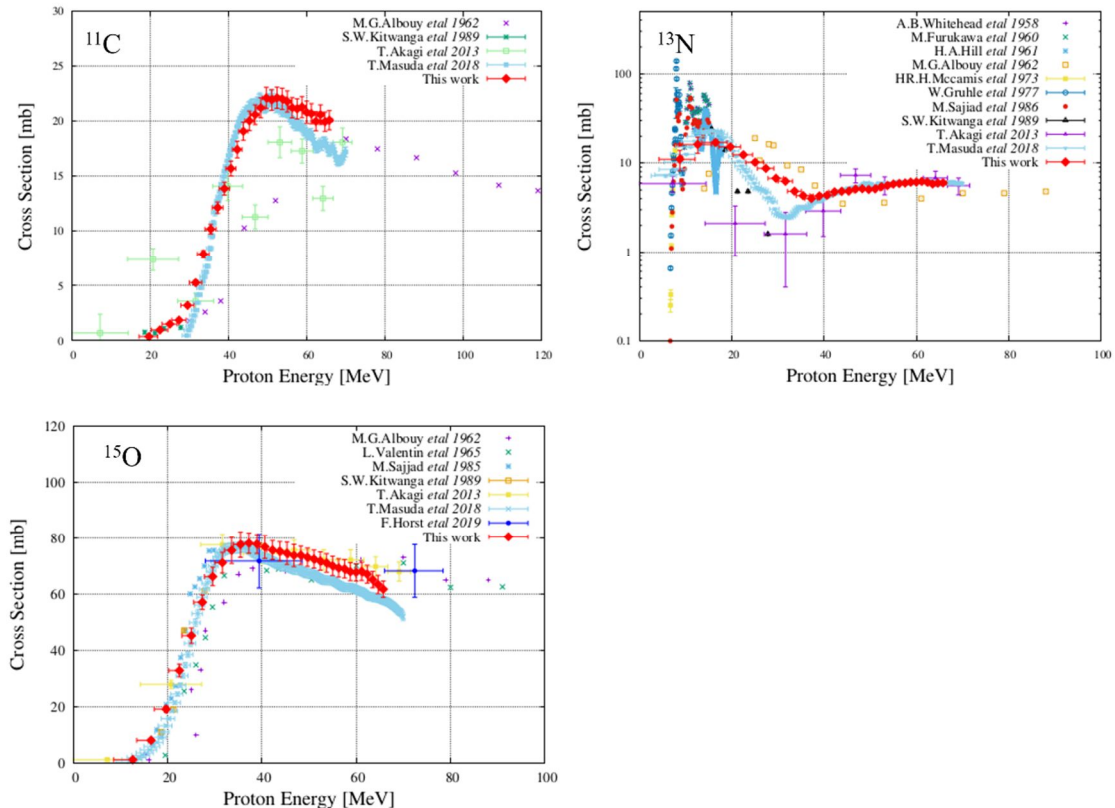 ¹¹C
M.G.Albouy etal 1962
S.W.Kitwanga etal 1989
T.Akagi etal 2013
T.Masuda etal 2018
This work
30
25
20
15
10
5
0
Cross Section [mb]
0 20 40 60 80 100 120
Proton Energy [MeV]
¹³N
A.B.Whitehead etal 1958
M.Furukawa etal 1960
H.A.Hill etal 1961
M.G.Albouy etal 1962
HR.H.Mccamis etal 1973
W.Gruhle etal 1977
M.Sajiad etal 1986
S.W.Kitwanga etal 1989
T.Akagi etal 2013
T.Masuda etal 2018
This work
100
10
1
0.1
Cross Section [mb]
0 20 40 60 80 100
Proton Energy [MeV]
¹⁵O
M.G.Albouy etal 1962
L.Valentin etal 1965
M.Sajjad etal 1985
S.W.Kitwanga etal 1989
T.Akagi etal 2013
T.Masuda etal 2018
F.Horst etal 2019
This work
120
100
80
60
40
20
0
Cross Section [mb]
0 20 40 60 80 100
Proton Energy [MeV]